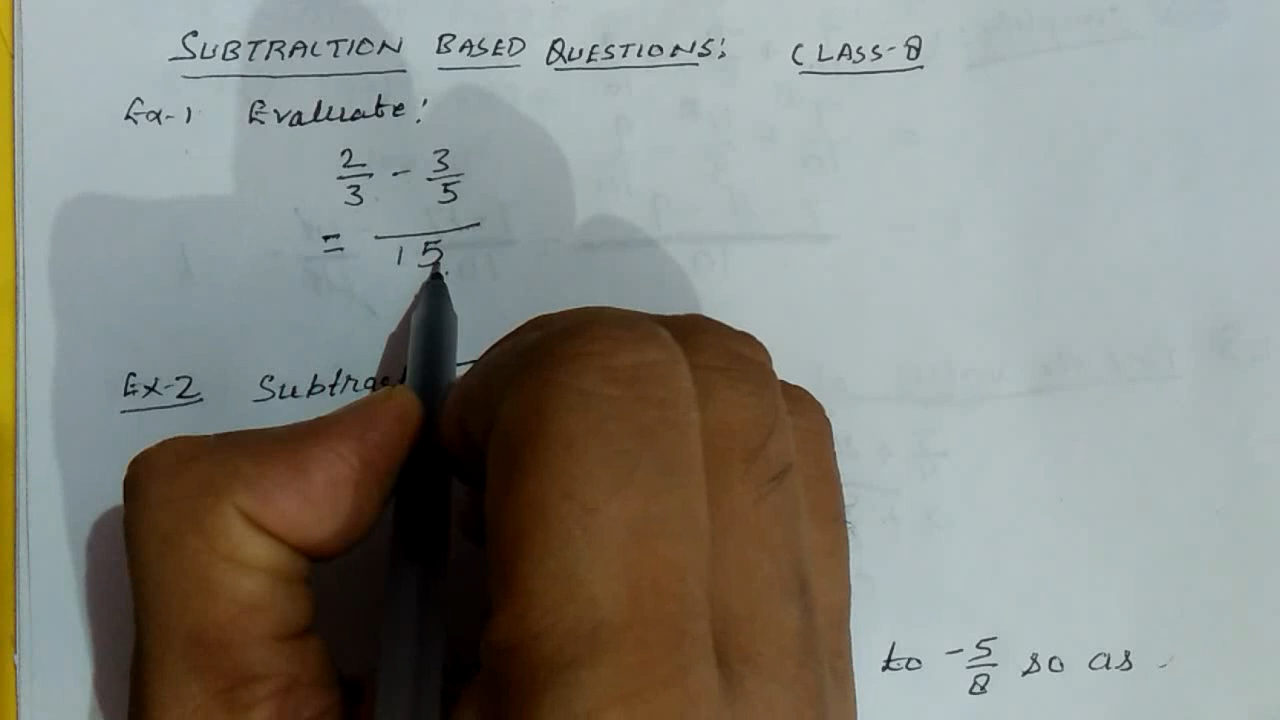 SUBTRACTION BASED QUESTIONS: CLASS-8
Ex-1 Evaluate:
2/3 - 3/5
= /15
Ex-2 Subtract
to -5/8 so as